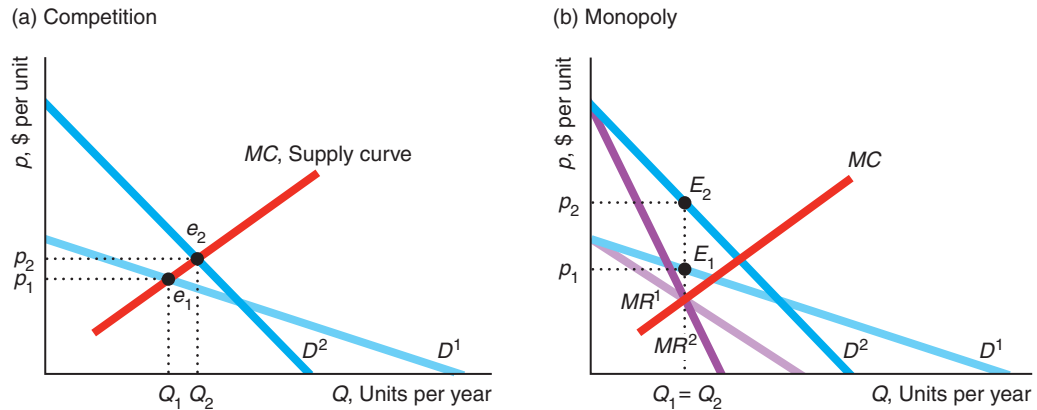 (a) Competition
p, $ per unit
MC, Supply curve
e₂
p₂
p₁
e₁
D²
D¹
Q₁ Q₂
Q, Units per year
(b) Monopoly
p, $ per unit
MC
E₂
p₂
E₁
p₁
MR¹
MR²
D²
D¹
Q₁ = Q₂
Q, Units per year